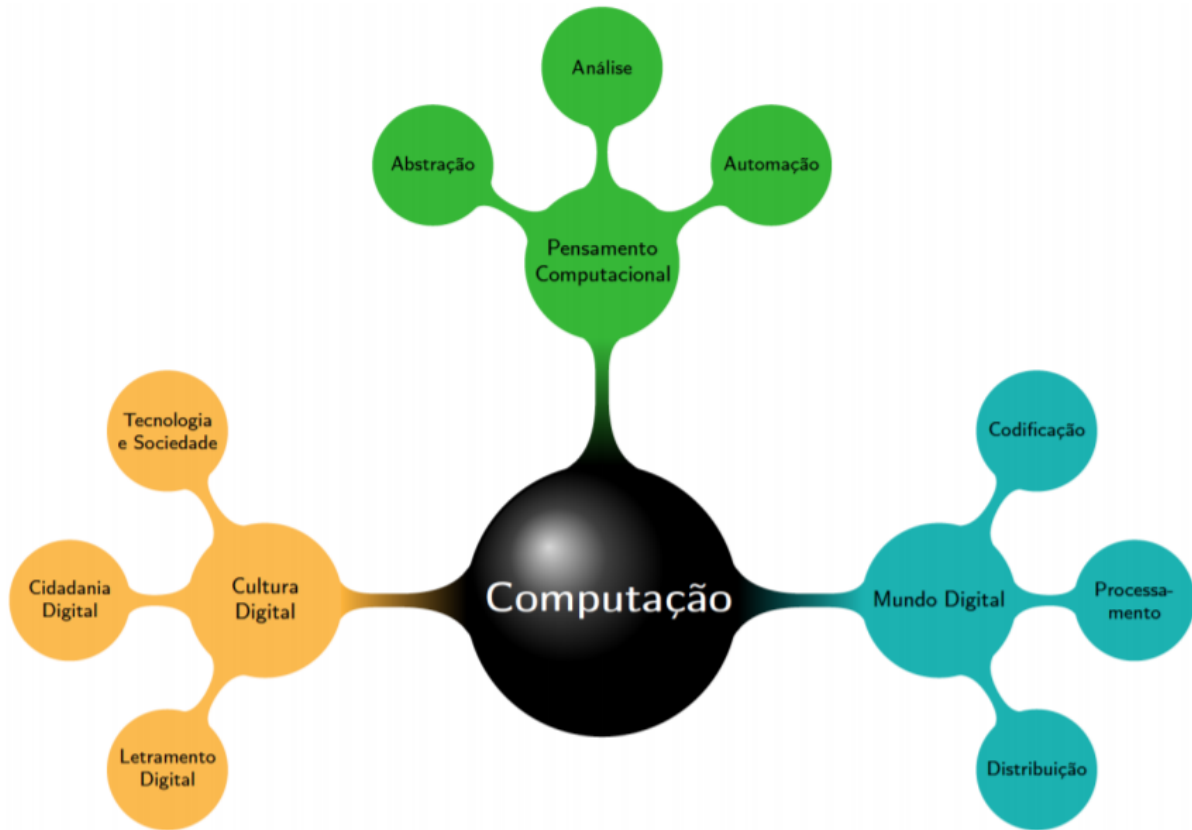 Análise
Abstração
Automação
Pensamento
Computacional
Tecnologia
e Sociedade
Cidadania
Digital
Letramento
Digital
Cultura
Digital
Computação
Mundo Digital
Codificação
Processa-
mento
Distribuição